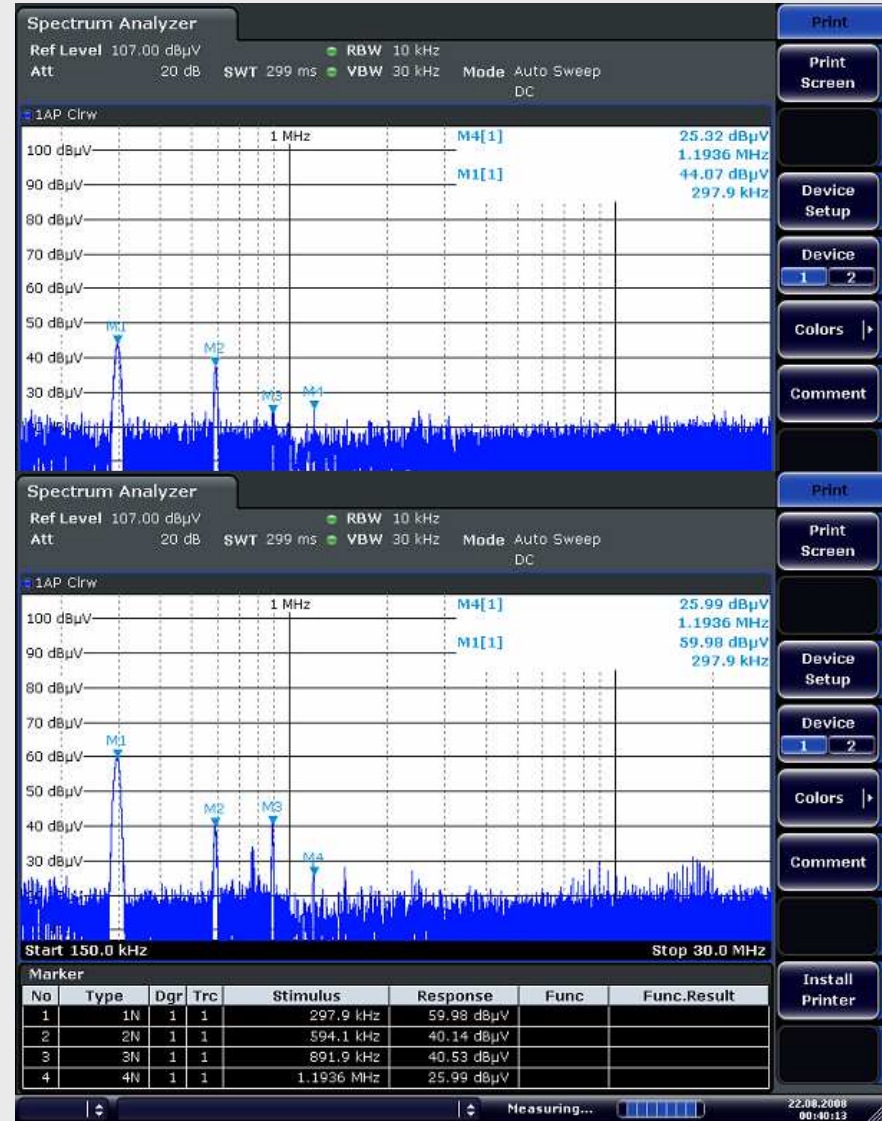 Spectrum Analyzer
Ref Level 107.00 dBµV RBW 10 kHz
Att 20 dB SWT 299 ms VBW 30 kHz Mode Auto Sweep
DC
1AP Clrw
1 MHz
M4[1] 25.32 dBµV
1.1936 MHz
M1[1] 44.07 dBµV
297.9 kHz
100 dBµV
90 dBµV
80 dBµV
70 dBµV
60 dBµV
50 dBµV
40 dBµV
30 dBµV
M1
M2
M3
M4
Print
Print Screen
Device Setup
Device
1 2
Colors
Comment
Spectrum Analyzer
Ref Level 107.00 dBµV RBW 10 kHz
Att 20 dB SWT 299 ms VBW 30 kHz Mode Auto Sweep
DC
1AP Clrw
1 MHz
M4[1] 25.99 dBµV
1.1936 MHz
M1[1] 59.98 dBµV
297.9 kHz
100 dBµV
90 dBµV
80 dBµV
70 dBµV
60 dBµV
50 dBµV
40 dBµV
30 dBµV
M1
M2
M3
M4
Start 150.0 kHz Stop 30.0 MHz
Print
Print Screen
Device Setup
Device
1 2
Colors
Comment
Install Printer
Marker
No Type Dgr Trc Stimulus Response Func Func.Result
1 1N 1 1 297.9 kHz 59.98 dBµV
2 2N 1 1 594.1 kHz 40.14 dBµV
3 3N 1 1 891.9 kHz 40.53 dBµV
4 4N 1 1 1.1936 MHz 25.99 dBµV
Measuring...
22.08.2008
00:40:13